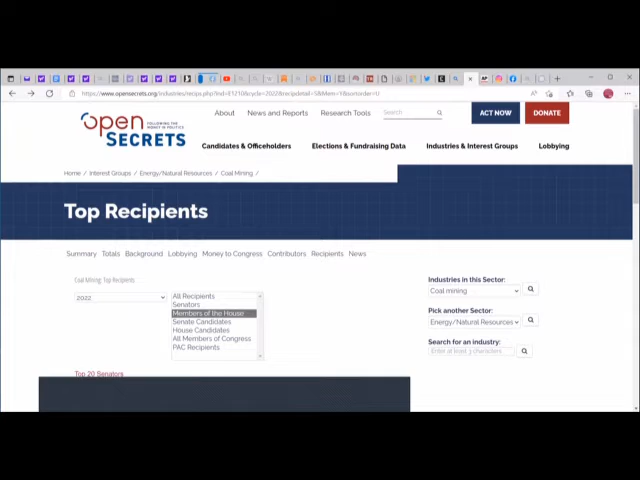 https://www.opensecrets.org/industries/recips.php?ind=E1210&cycle=2022&recipdetail=S&Mem=Y&sortorder=U
open SECRETS
FOLLOWING THE MONEY IN POLITICS
About News and Reports Research Tools Search ACT NOW DONATE
Candidates & Officeholders Elections & Fundraising Data Industries & Interest Groups Lobbying
Home / Interest Groups / Energy/Natural Resources / Coal Mining /
Top Recipients
Summary Totals Background Lobbying Money to Congress Contributors Recipients News
Coal Mining: Top Recipients
2022
All Recipients
Senators
Members of the House
Senate Candidates
House Candidates
All Members of Congress
PAC Recipients
Top 20 Senators
Industries in this Sector:
Coal mining
Pick another Sector:
Energy/Natural Resources
Search for an industry:
Enter at least 3 characters